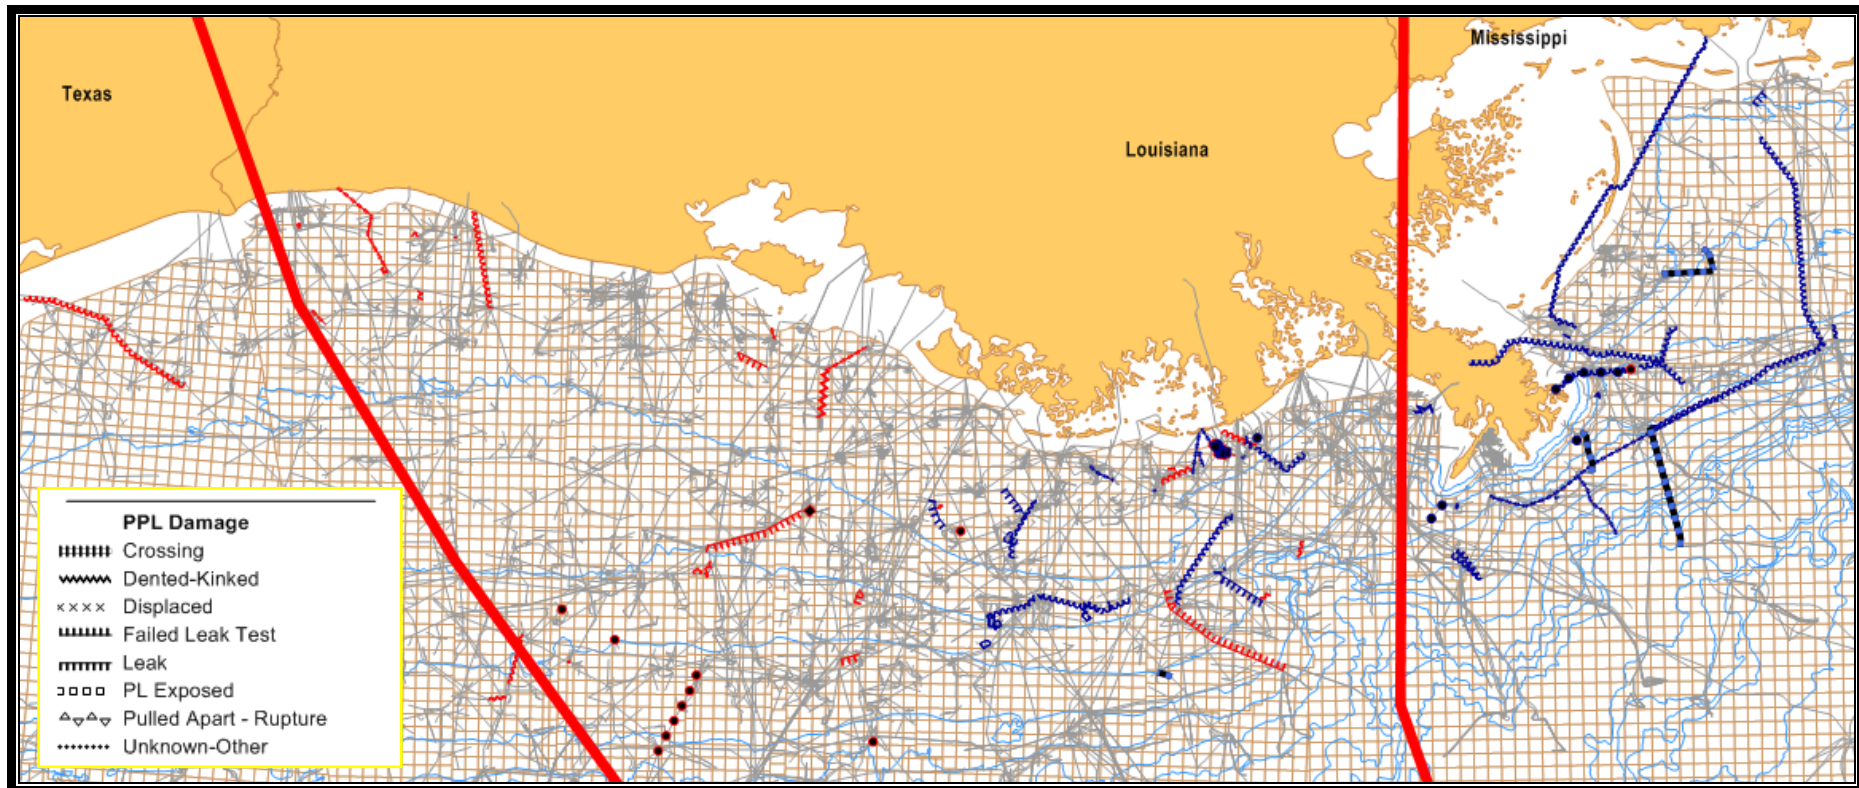 Mississippi
Texas
Louisiana
PPL Damage
Crossing
Dented-Kinked
Displaced
Failed Leak Test
Leak
PL Exposed
Pulled Apart - Rupture
Unknown-Other